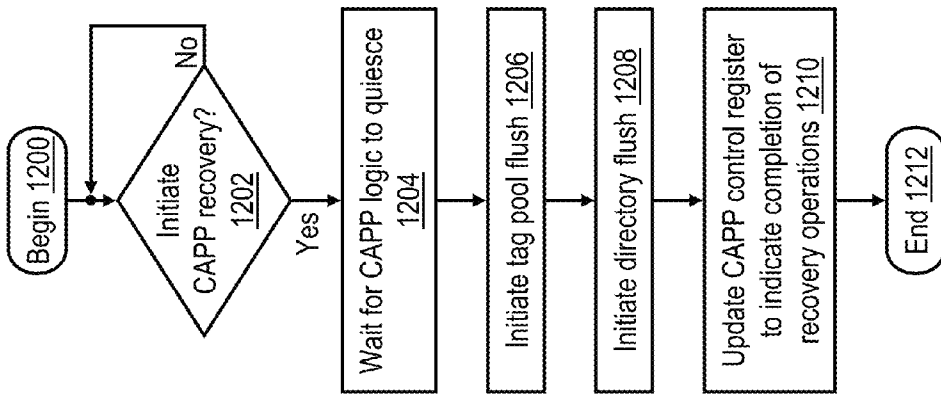 Begin 1200
Initiate
CAPP recovery?
1202
No
Yes
Wait for CAPP logic to quiesce
1204
Initiate tag pool flush 1206
Initiate directory flush 1208
Update CAPP control register
to indicate completion of
recovery operations 1210
End 1212